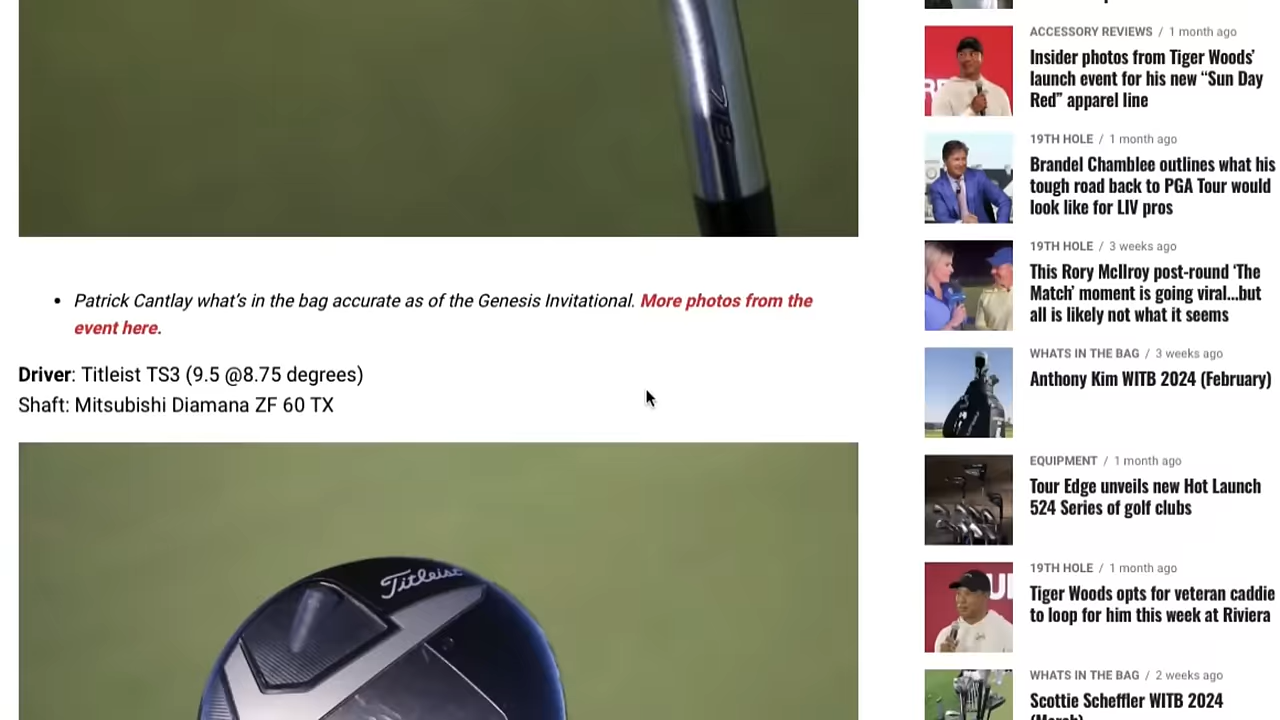 • Patrick Cantlay what's in the bag accurate as of the Genesis Invitational. More photos from the
event here.
Driver: Titleist TS3 (9.5 @8.75 degrees)
Shaft: Mitsubishi Diamana ZF 60 TX
Titleist
ACCESSORY REVIEWS / 1 month ago
Insider photos from Tiger Woods’
launch event for his new “Sun Day
Red” apparel line
19TH HOLE / 1 month ago
Brandel Chamblee outlines what his
tough road back to PGA Tour would
look like for LIV pros
19TH HOLE / 3 weeks ago
This Rory McIlroy post-round ‘The
Match’ moment is going viral...but
all is likely not what it seems
WHATS IN THE BAG / 3 weeks ago
Anthony Kim WITB 2024 (February)
EQUIPMENT / 1 month ago
Tour Edge unveils new Hot Launch
524 Series of golf clubs
19TH HOLE / 1 month ago
Tiger Woods opts for veteran caddie
to loop for him this week at Riviera
WHATS IN THE BAG / 2 weeks ago
Scottie Scheffler WITB 2024